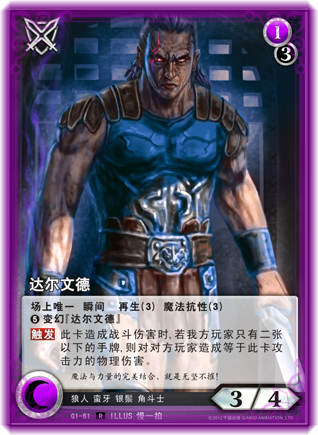 1
3
达尔文德
场上唯一 瞬间 再生(3) 魔法抗性(3)
5 变幻『达尔文德』
触发 此卡造成战斗伤害时,若我方玩家只有二张
以下的手牌,则对对方玩家造成等于此卡攻
击力的物理伤害。
魔法与力量的完美结合，就是无坚不摧!
狼人 蛮牙 银鬃 角斗士
3 / 4
G1-61 R ILLUS 慢一拍